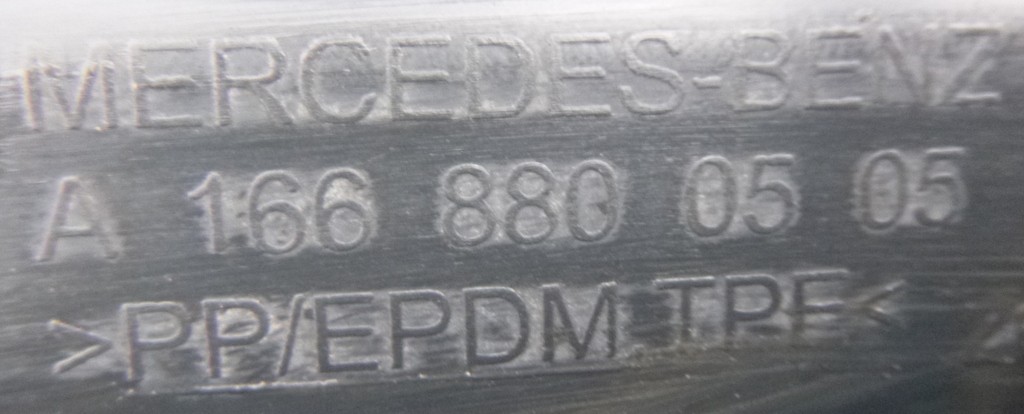 MERCEDES-BENZ
A 166 880 05 05
>PP/EPDM TPE<